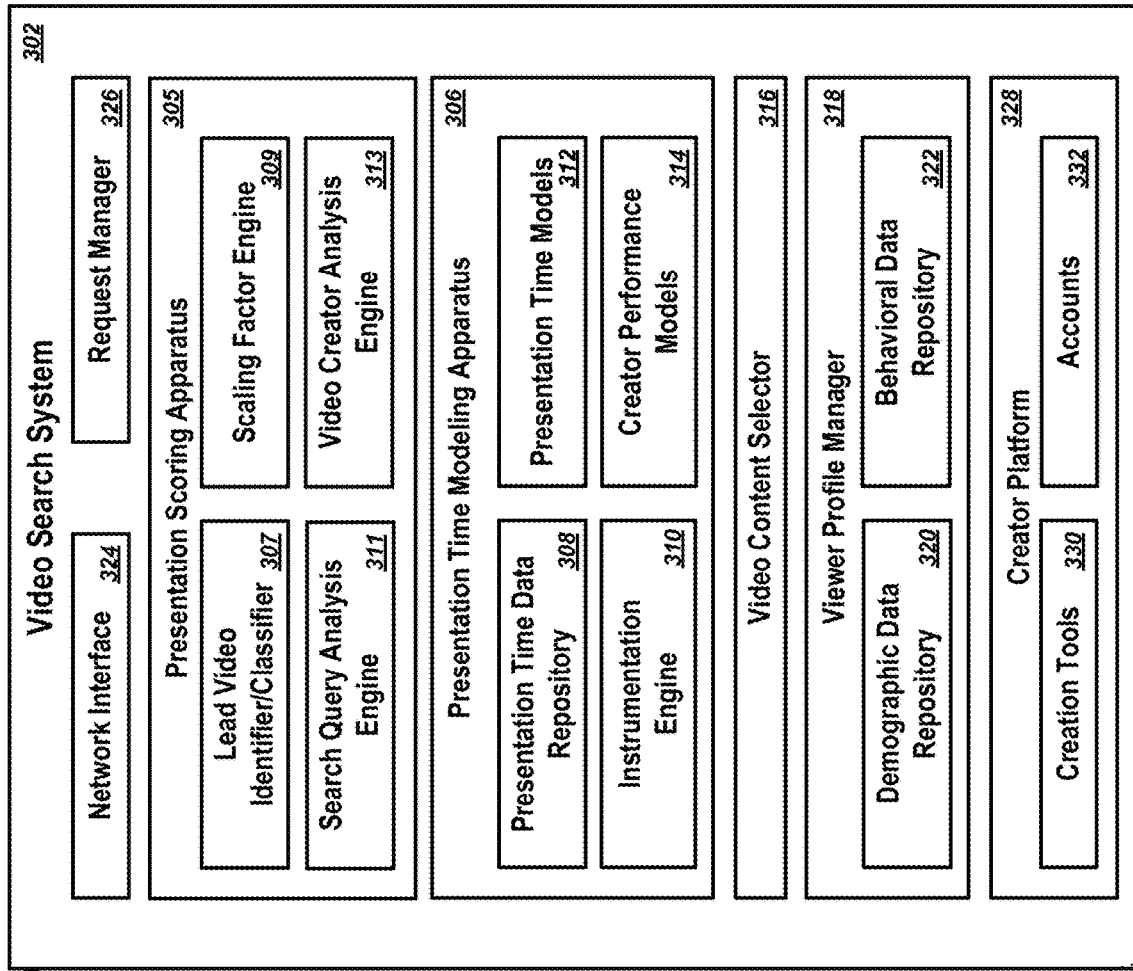 Video Search System
302
Network Interface
324
Request Manager
326
Presentation Scoring Apparatus
305
Lead Video
Identifier/Classifier
307
Scaling Factor Engine
309
Search Query Analysis
Engine
311
Video Creator Analysis
Engine
313
Presentation Time Modeling Apparatus
306
Presentation Time Data
Repository
308
Presentation Time Models
312
Instrumentation
Engine
310
Creator Performance
Models
314
Video Content Selector
316
Viewer Profile Manager
318
Demographic Data
Repository
320
Behavioral Data
Repository
322
Creator Platform
328
Creation Tools
330
Accounts
332